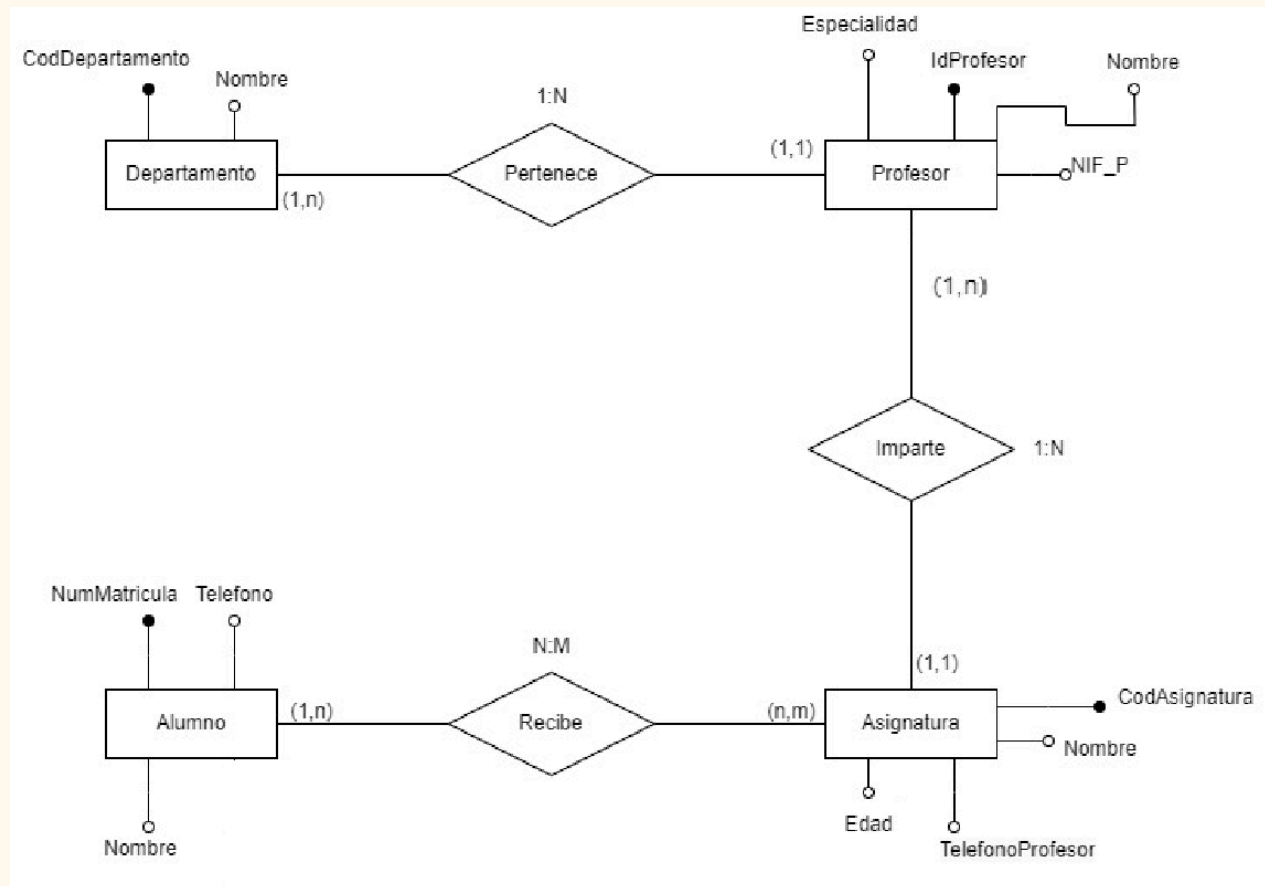 Especialidad
CodDepartamento
IdProfesor
Nombre
Nombre
1:N
(1,1)
Departamento
Pertenece
Profesor
NIF_P
(1,n)
(1,n)
Imparte
1:N
NumMatricula
Telefono
N:M
(1,1)
Alumno
(1,n)
Recibe
(n,m)
Asignatura
CodAsignatura
Nombre
Edad
Nombre
TelefonoProfesor